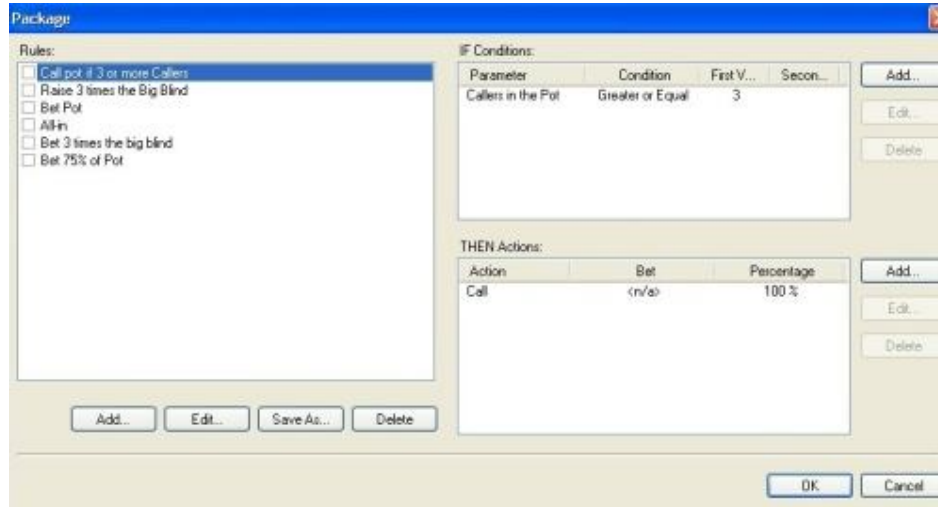 Package
Rules:
Call pot if 3 or more Callers
Raise 3 times the Big Blind
Bet Pot
All-in
Bet 3 times the big blind
Bet 75% of Pot
Add...
Edit...
Save As...
Delete
IF Conditions:
Parameter Condition First V... Secon...
Callers in the Pot Greater or Equal 3
Add...
Edit...
Delete
THEN Actions:
Action Bet Percentage
Call <n/a> 100 %
Add...
Edit...
Delete
OK
Cancel